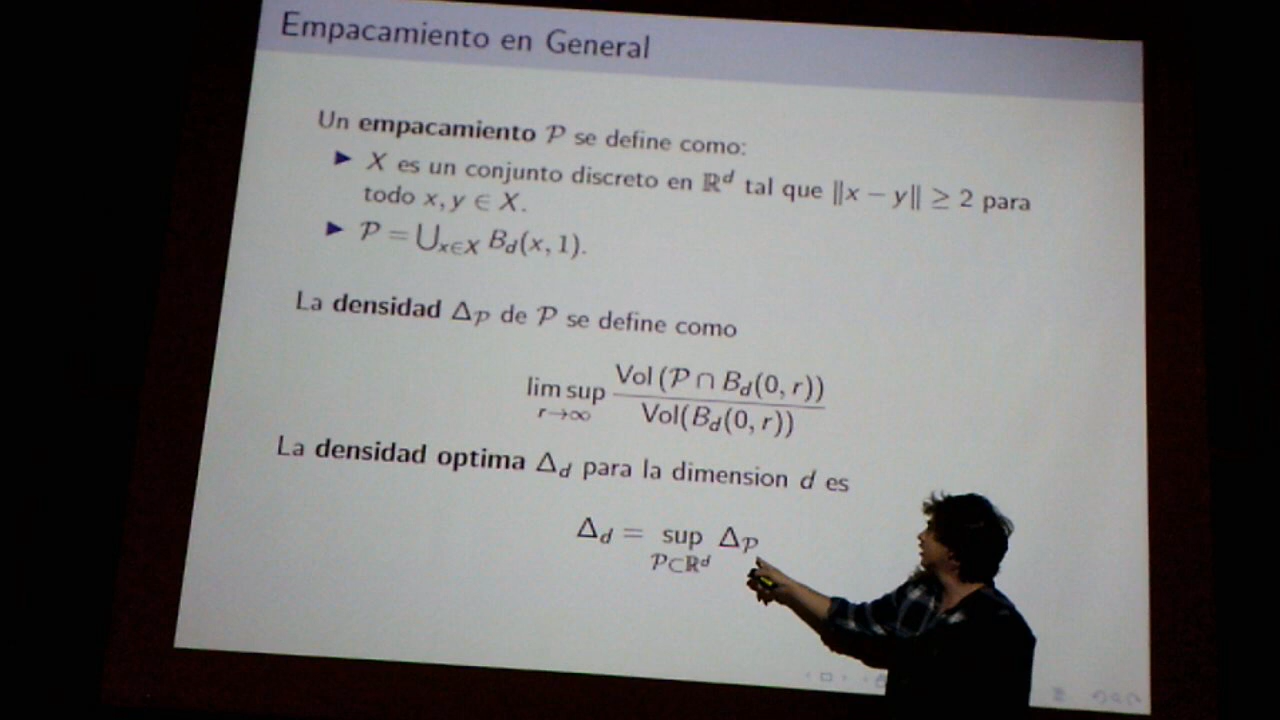 Empacamiento en General
Un empacamiento 𝒫 se define como:
▶ X es un conjunto discreto en ℝ^d tal que ‖x − y‖ ≥ 2 para
todo x, y ∈ X.
▶ 𝒫 = ⋃_{x∈X} B_d(x, 1).
La densidad Δ_𝒫 de 𝒫 se define como
lim sup_{r→∞} Vol (𝒫 ∩ B_d(0, r)) / Vol(B_d(0, r))
La densidad optima Δ_d para la dimension d es
Δ_d = sup_{𝒫⊂ℝ^d} Δ_𝒫